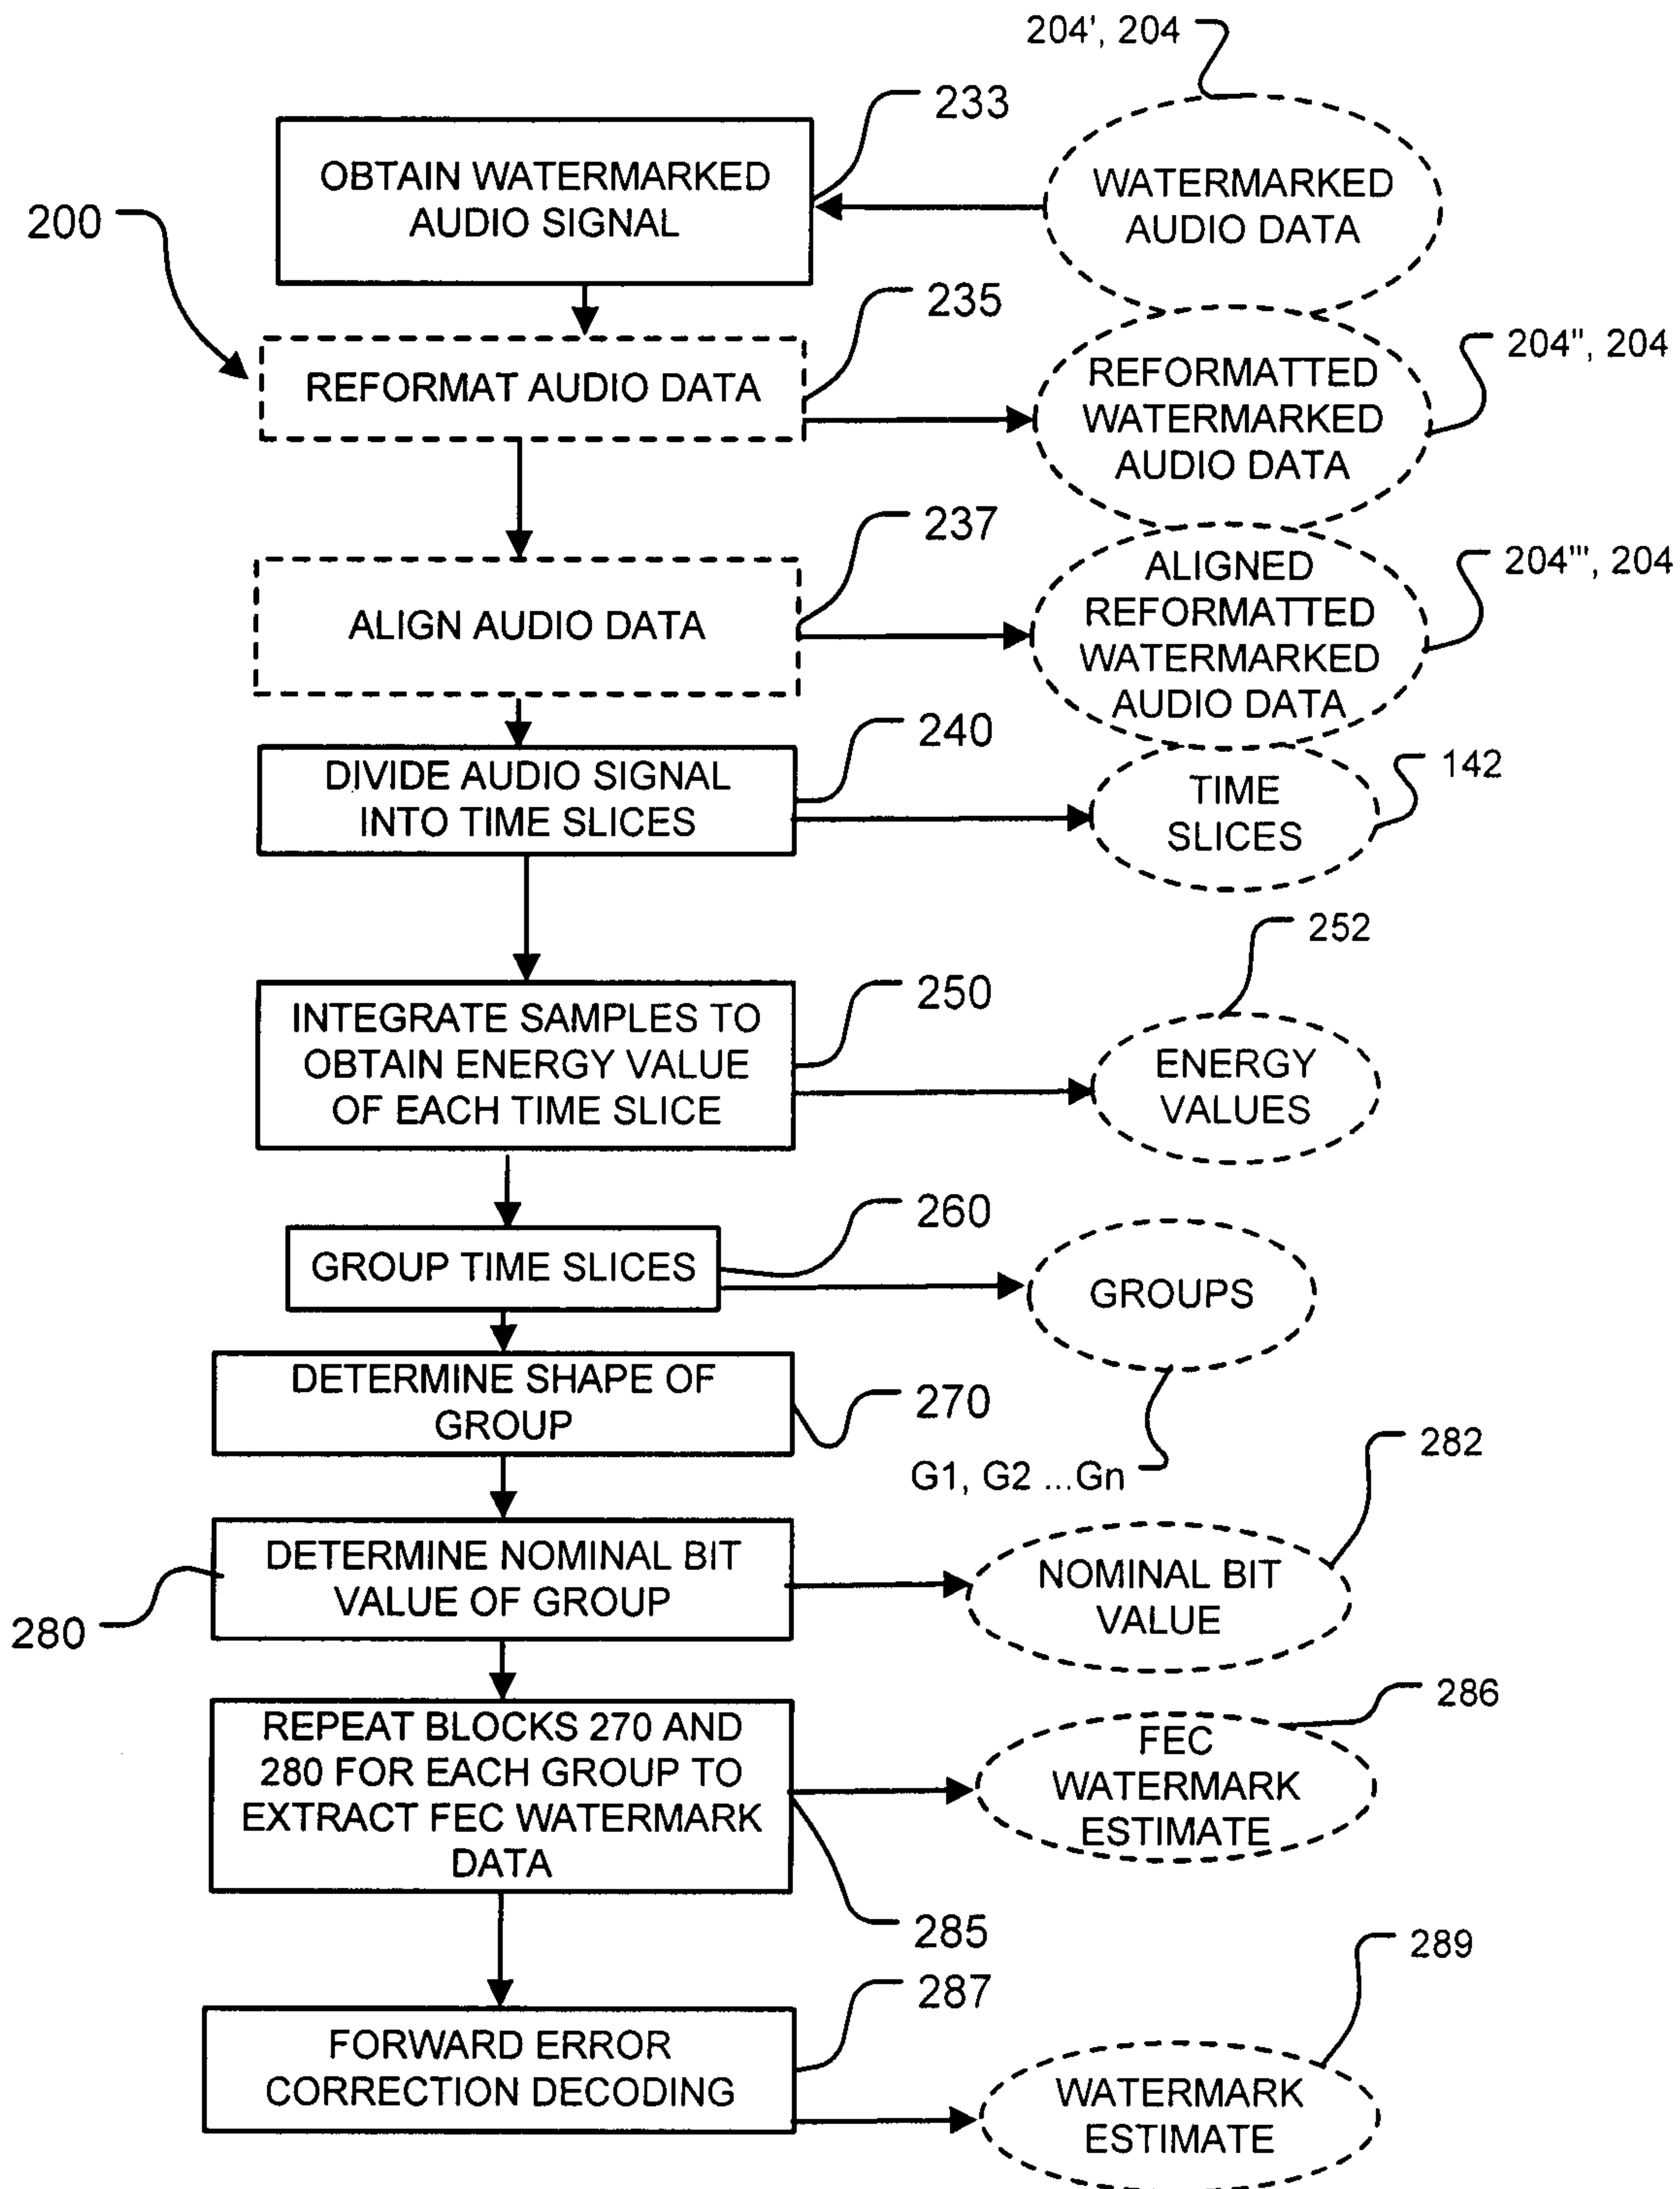 204', 204
233
OBTAIN WATERMARKED
AUDIO SIGNAL
WATERMARKED
AUDIO DATA
200
235
REFORMAT AUDIO DATA
REFORMATTED
WATERMARKED
AUDIO DATA
204", 204
237
ALIGN AUDIO DATA
ALIGNED
REFORMATTED
WATERMARKED
AUDIO DATA
204''', 204
240
DIVIDE AUDIO SIGNAL
INTO TIME SLICES
TIME
SLICES
142
252
250
INTEGRATE SAMPLES TO
OBTAIN ENERGY VALUE
OF EACH TIME SLICE
ENERGY
VALUES
260
GROUP TIME SLICES
GROUPS
DETERMINE SHAPE OF
GROUP
270
G1, G2 ...Gn
282
DETERMINE NOMINAL BIT
VALUE OF GROUP
280
NOMINAL BIT
VALUE
286
REPEAT BLOCKS 270 AND
280 FOR EACH GROUP TO
EXTRACT FEC WATERMARK
DATA
FEC
WATERMARK
ESTIMATE
285
289
287
FORWARD ERROR
CORRECTION DECODING
WATERMARK
ESTIMATE